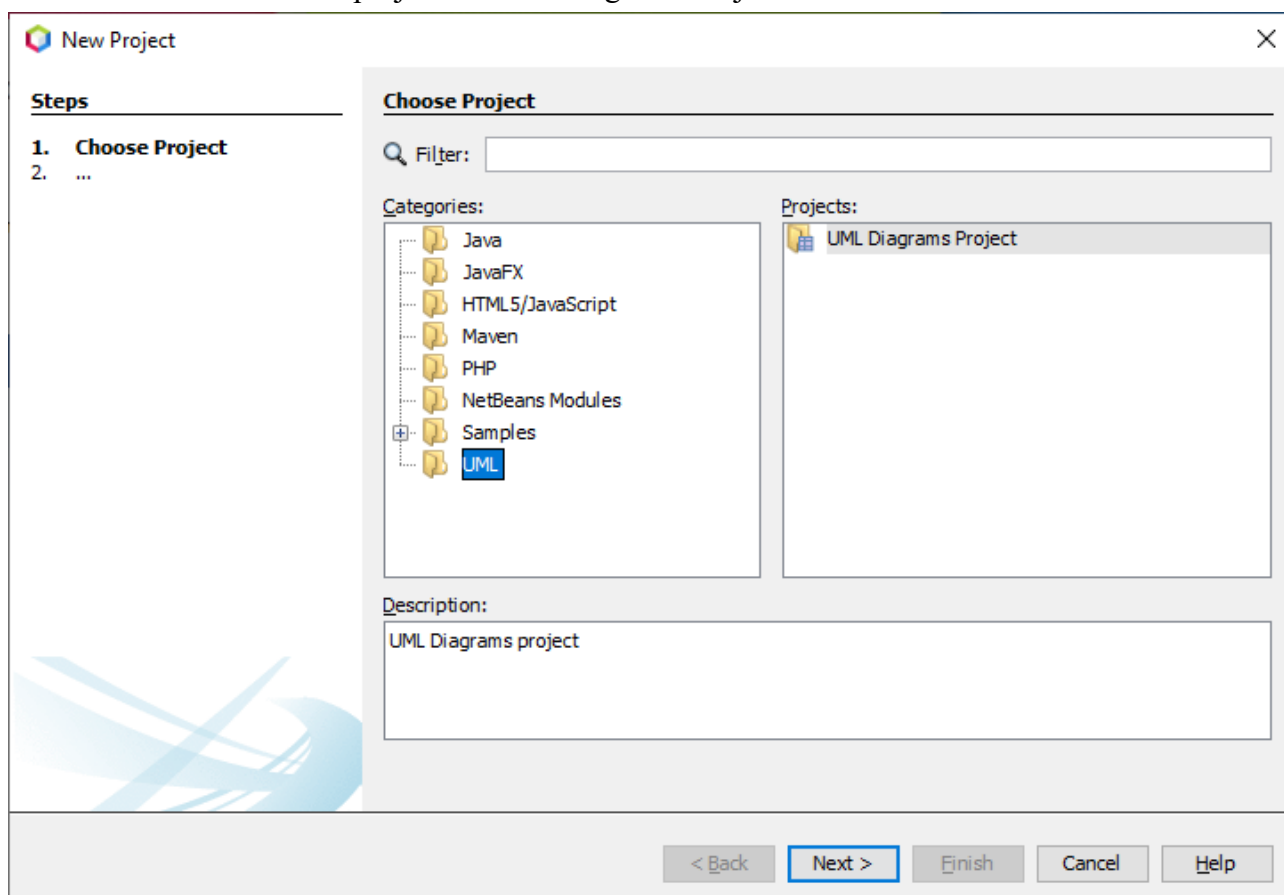 New Project
Steps
1. Choose Project
2. ...
Choose Project
Filter:
Categories:
Java
JavaFX
HTML5/JavaScript
Maven
PHP
NetBeans Modules
Samples
UML
Projects:
UML Diagrams Project
Description:
UML Diagrams project
< Back
Next >
Finish
Cancel
Help